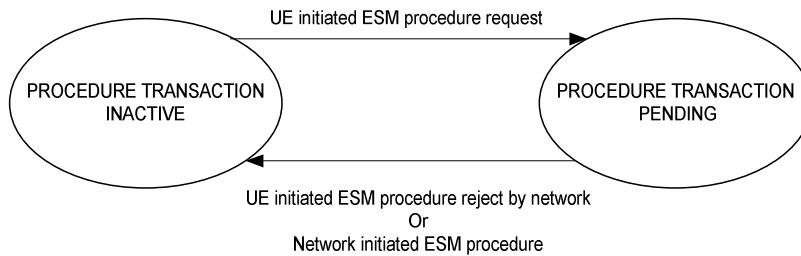 UE initiated ESM procedure request
PROCEDURE TRANSACTION
INACTIVE
PROCEDURE TRANSACTION
PENDING
UE initiated ESM procedure reject by network
Or
Network initiated ESM procedure